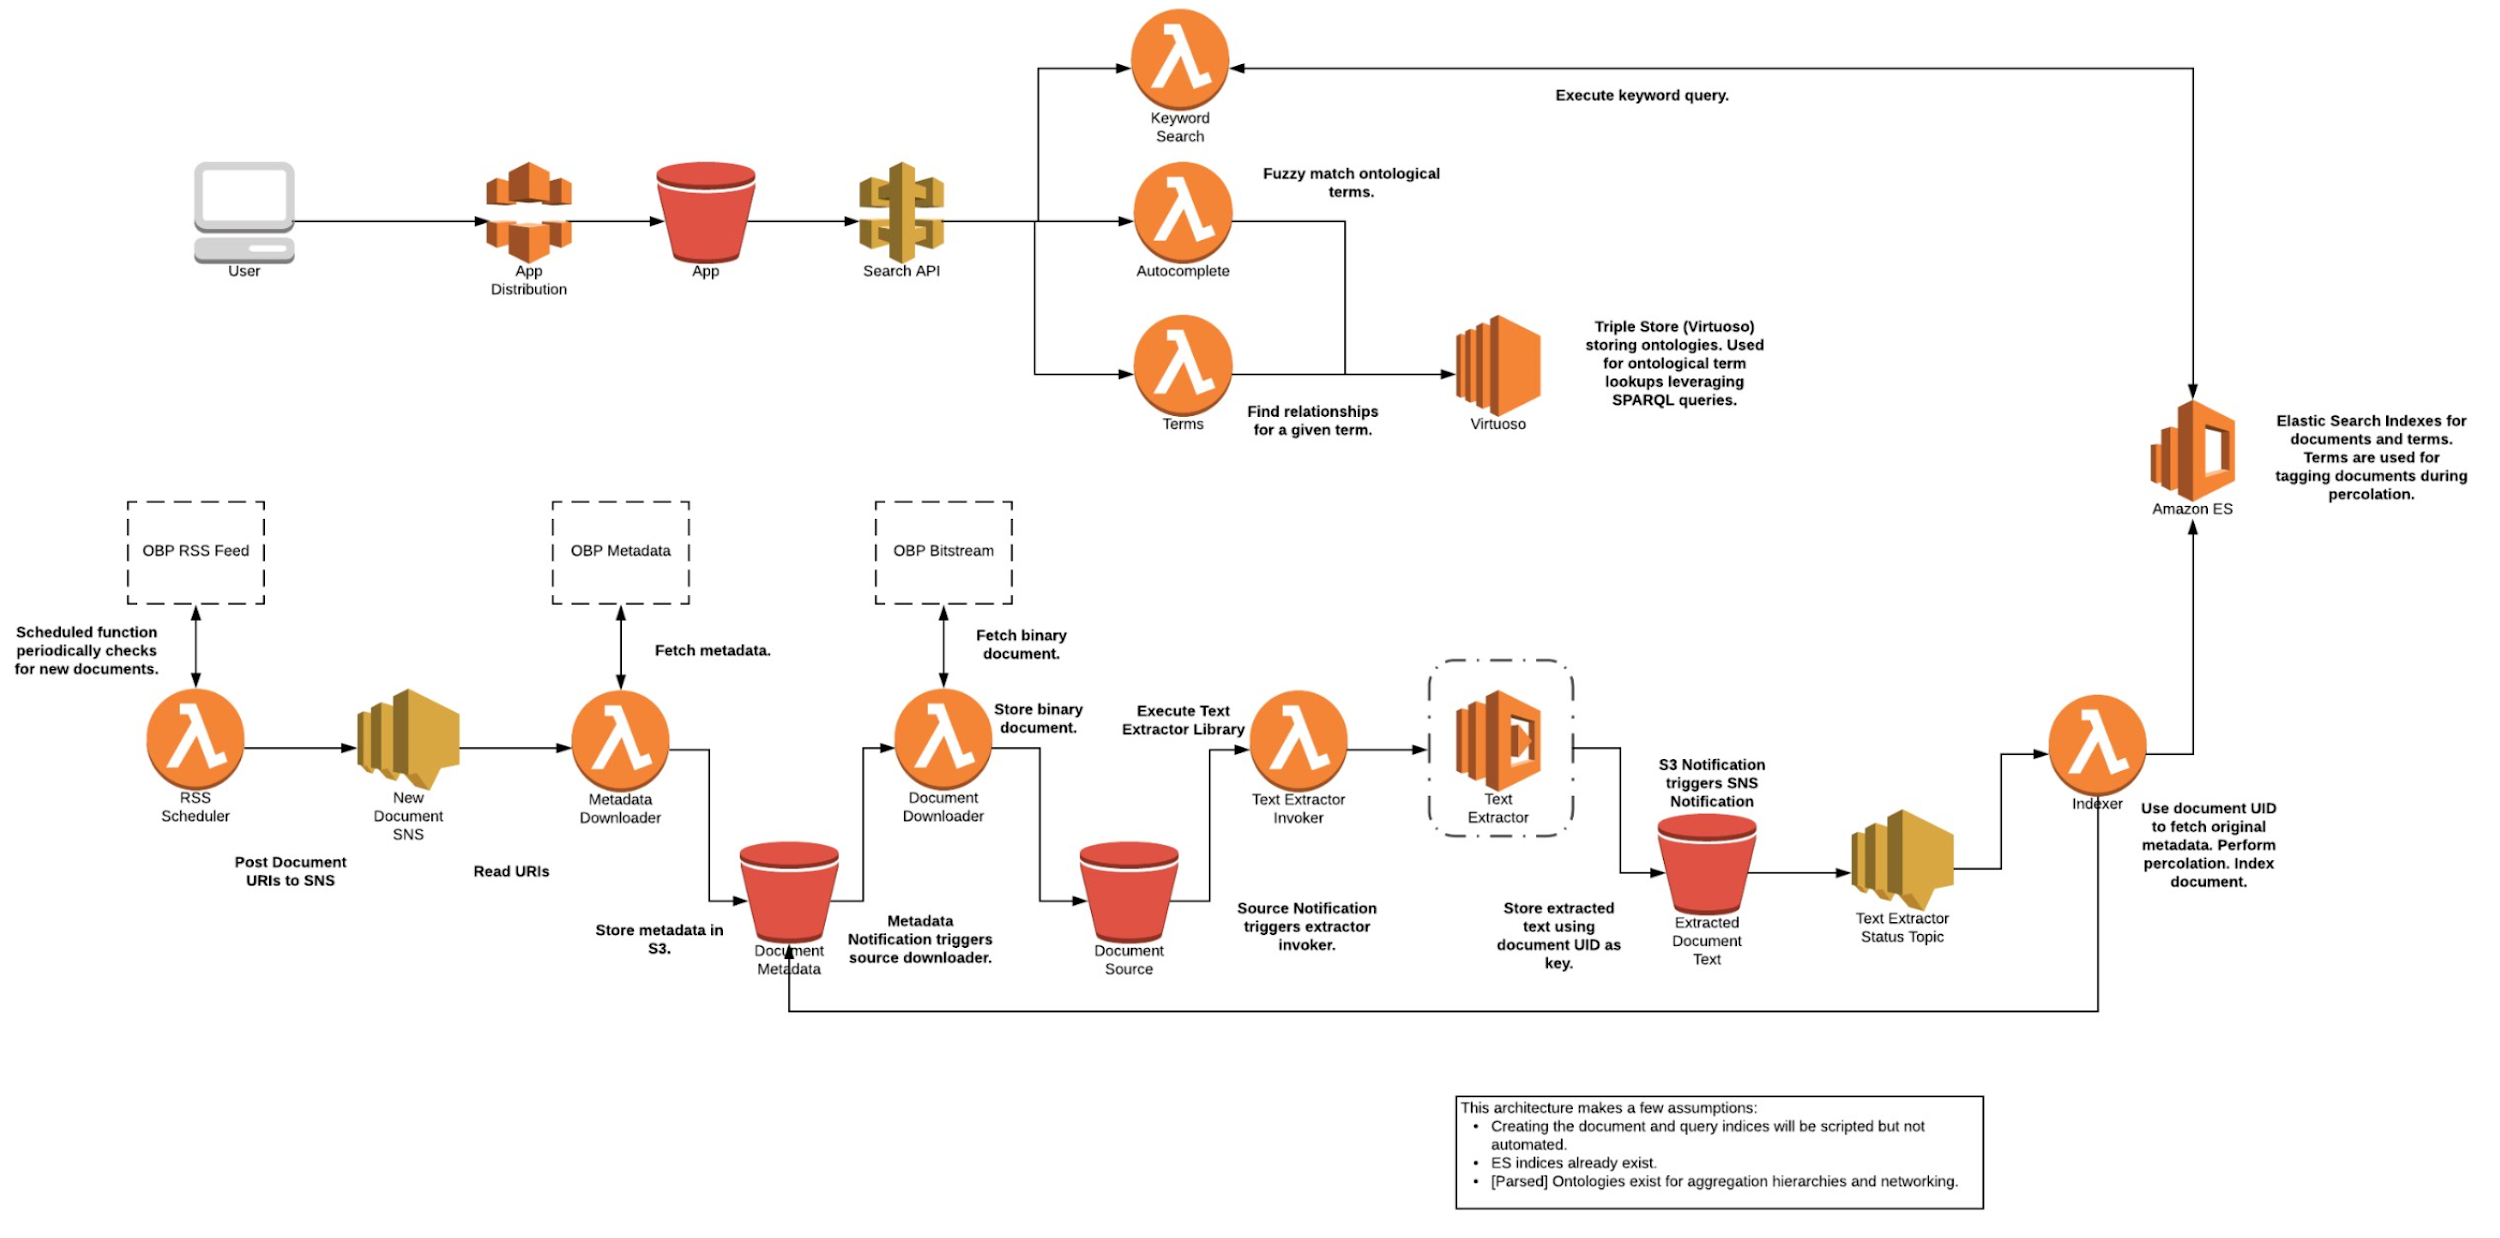 Keyword
Search
Execute keyword query.
User
App
Distribution
App
Search API
Fuzzy match ontological
terms.
Autocomplete
Terms
Find relationships
for a given term.
Virtuoso
Triple Store (Virtuoso)
storing ontologies. Used
for ontological term
lookups leveraging
SPARQL queries.
Amazon ES
Elastic Search Indexes for
documents and terms.
Terms are used for
tagging documents during
percolation.
OBP RSS Feed
OBP Metadata
OBP Bitstream
Scheduled function
periodically checks
for new documents.
Fetch metadata.
Fetch binary
document.
RSS
Scheduler
Post Document
URIs to SNS
New
Document
SNS
Read URIs
Metadata
Downloader
Store metadata in
S3.
Document
Metadata
Metadata
Notification triggers
source downloader.
Document
Downloader
Store binary
document.
Document
Source
Execute Text
Extractor Library
Source Notification
triggers extractor
invoker.
Text Extractor
Invoker
Text
Extractor
Store extracted
text using
document UID as
key.
S3 Notification
triggers SNS
Notification
Extracted
Document
Text
Text Extractor
Status Topic
Indexer
Use document UID
to fetch original
metadata. Perform
percolation. Index
document.
This architecture makes a few assumptions:
• Creating the document and query indices will be scripted but not
automated.
• ES indices already exist.
• [Parsed] Ontologies exist for aggregation hierarchies and networking.